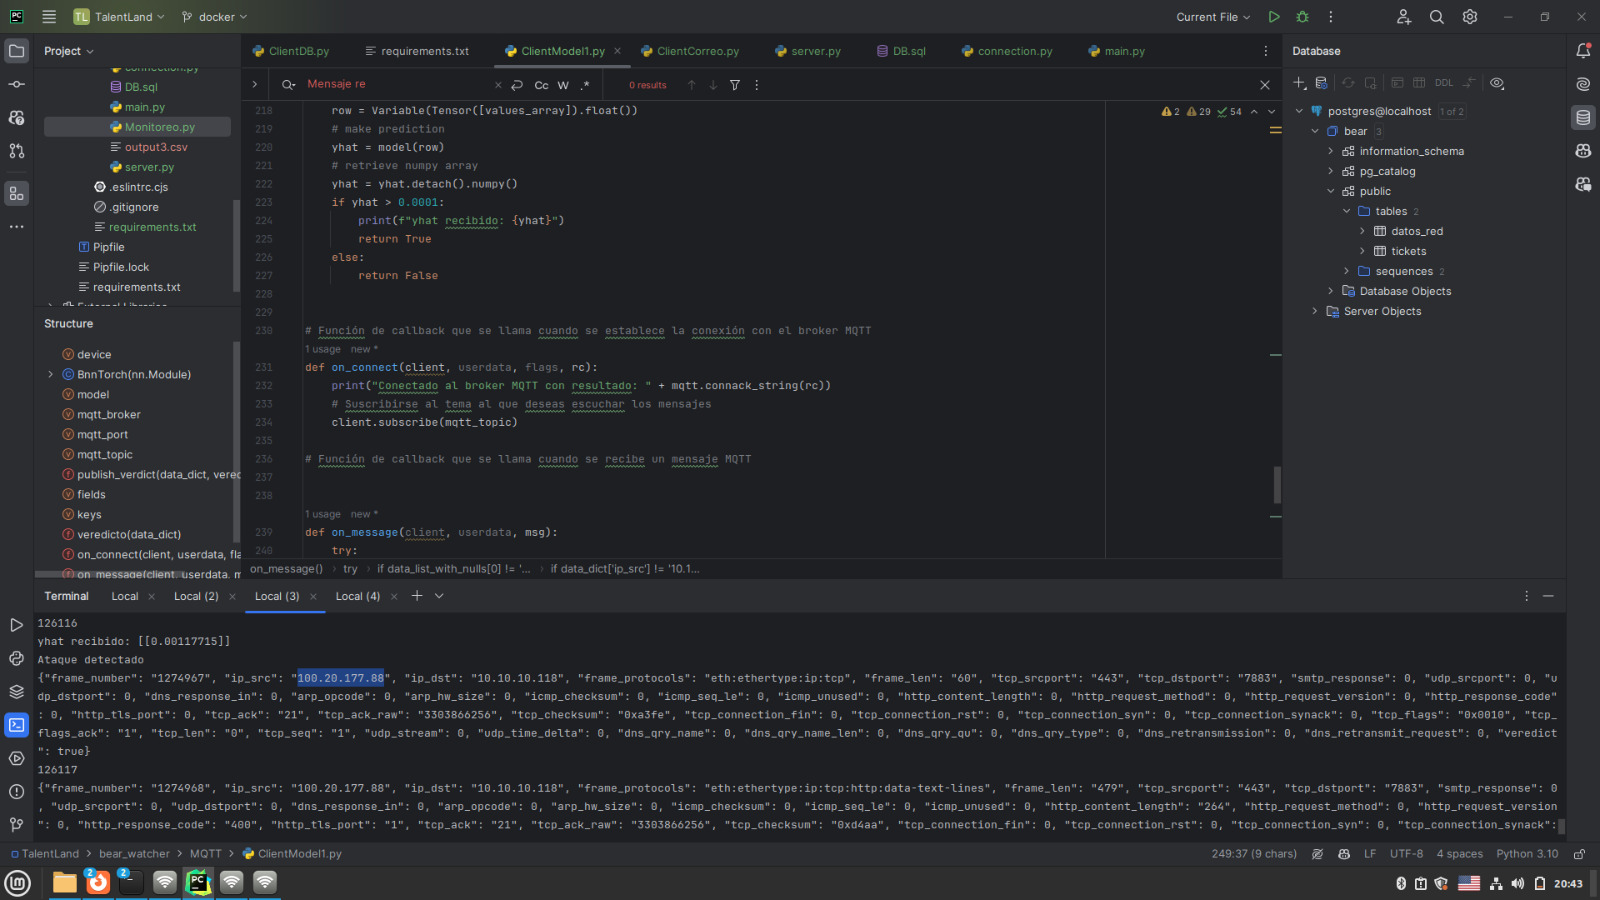 PC
TL
TalentLand
docker
Current File
Project
connection.py
DB.sql
main.py
Monitoreo.py
output3.csv
server.py
.eslintrc.cjs
.gitignore
requirements.txt
Pipfile
Pipfile.lock
requirements.txt
External Libraries
Structure
device
BnnTorch(nn.Module)
model
mqtt_broker
mqtt_port
mqtt_topic
publish_verdict(data_dict, vered
fields
keys
veredicto(data_dict)
on_connect(client, userdata, fla
on_message(client, userdata, m
ClientDB.py
requirements.txt
ClientModel1.py
ClientCorreo.py
server.py
DB.sql
connection.py
main.py
Mensaje re
Cc
W
.*
0 results
2 29 54
218 row = Variable(Tensor([values_array]).float())
219 # make prediction
220 yhat = model(row)
221 # retrieve numpy array
222 yhat = yhat.detach().numpy()
223 if yhat > 0.0001:
224 print(f"yhat recibido: {yhat}")
225 return True
226 else:
227 return False
228
229
230 # Función de callback que se llama cuando se establece la conexión con el broker MQTT
1 usage new *
231 def on_connect(client, userdata, flags, rc):
232 print("Conectado al broker MQTT con resultado: " + mqtt.connack_string(rc))
233 # Suscribirse al tema al que deseas escuchar los mensajes
234 client.subscribe(mqtt_topic)
235
236 # Función de callback que se llama cuando se recibe un mensaje MQTT
237
238
1 usage new *
239 def on_message(client, userdata, msg):
240 try:
on_message() > try > if data_list_with_nulls[0] != '... > if data_dict['ip_src'] != '10.1...
Database
DDL
postgres@localhost 1 of 2
bear 3
information_schema
pg_catalog
public
tables 2
datos_red
tickets
sequences 2
Database Objects
Server Objects
Terminal
Local
Local (2)
Local (3)
Local (4)
126116
yhat recibido: [[0.00117715]]
Ataque detectado
{"frame_number": "1274967", "ip_src": "100.20.177.88", "ip_dst": "10.10.10.118", "frame_protocols": "eth:ethertype:ip:tcp", "frame_len": "60", "tcp_srcport": "443", "tcp_dstport": "7883", "smtp_response": 0, "udp_srcport": 0, "u
dp_dstport": 0, "dns_response_in": 0, "arp_opcode": 0, "arp_hw_size": 0, "icmp_checksum": 0, "icmp_seq_le": 0, "icmp_unused": 0, "http_content_length": 0, "http_request_method": 0, "http_request_version": 0, "http_response_code"
: 0, "http_tls_port": 0, "tcp_ack": "21", "tcp_ack_raw": "3303866256", "tcp_checksum": "0xa3fe", "tcp_connection_fin": 0, "tcp_connection_rst": 0, "tcp_connection_syn": 0, "tcp_connection_synack": 0, "tcp_flags": "0x0010", "tcp_
flags_ack": "1", "tcp_len": "0", "tcp_seq": "1", "udp_stream": 0, "udp_time_delta": 0, "dns_qry_name": 0, "dns_qry_name_len": 0, "dns_qry_qu": 0, "dns_qry_type": 0, "dns_retransmission": 0, "dns_retransmit_request": 0, "veredict
": true}
126117
{"frame_number": "1274968", "ip_src": "100.20.177.88", "ip_dst": "10.10.10.118", "frame_protocols": "eth:ethertype:ip:tcp:http:data-text-lines", "frame_len": "479", "tcp_srcport": "443", "tcp_dstport": "7883", "smtp_response": 0
, "udp_srcport": 0, "udp_dstport": 0, "dns_response_in": 0, "arp_opcode": 0, "arp_hw_size": 0, "icmp_checksum": 0, "icmp_seq_le": 0, "icmp_unused": 0, "http_content_length": "264", "http_request_method": 0, "http_request_version"
: 0, "http_response_code": "400", "http_tls_port": "1", "tcp_ack": "21", "tcp_ack_raw": "3303866256", "tcp_checksum": "0xd4aa", "tcp_connection_fin": 0, "tcp_connection_rst": 0, "tcp_connection_syn": 0, "tcp_connection_synack":
TalentLand > bear_watcher > MQTT > ClientModel1.py
249:37 (9 chars)
LF
UTF-8
4 spaces
Python 3.10
2
2
PC
20:43